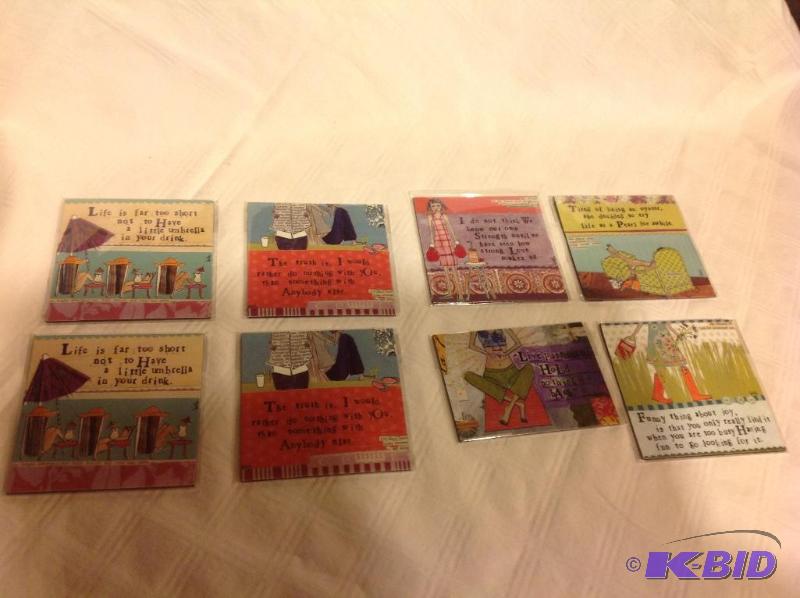 Life is far too short
not to Have
a little umbrella
in your drink.
The truth is, I would
rather do nothing with YOu,
than something with
Anybody else.
I do not think We
know our own
Strength until we
have seen how
strong Love
makes us
Tired of being an oyster,
she decided to try
life as a Pearl for awhile.
Life is far too short
not to Have
a little umbrella
in your drink.
The truth is, I would
rather do nothing with YOu,
than something with
Anybody else.
Live
Hold
Funny thing about joy,
is that you only really find it
when you are too busy Having
fun to go looking for it.
© K-BID